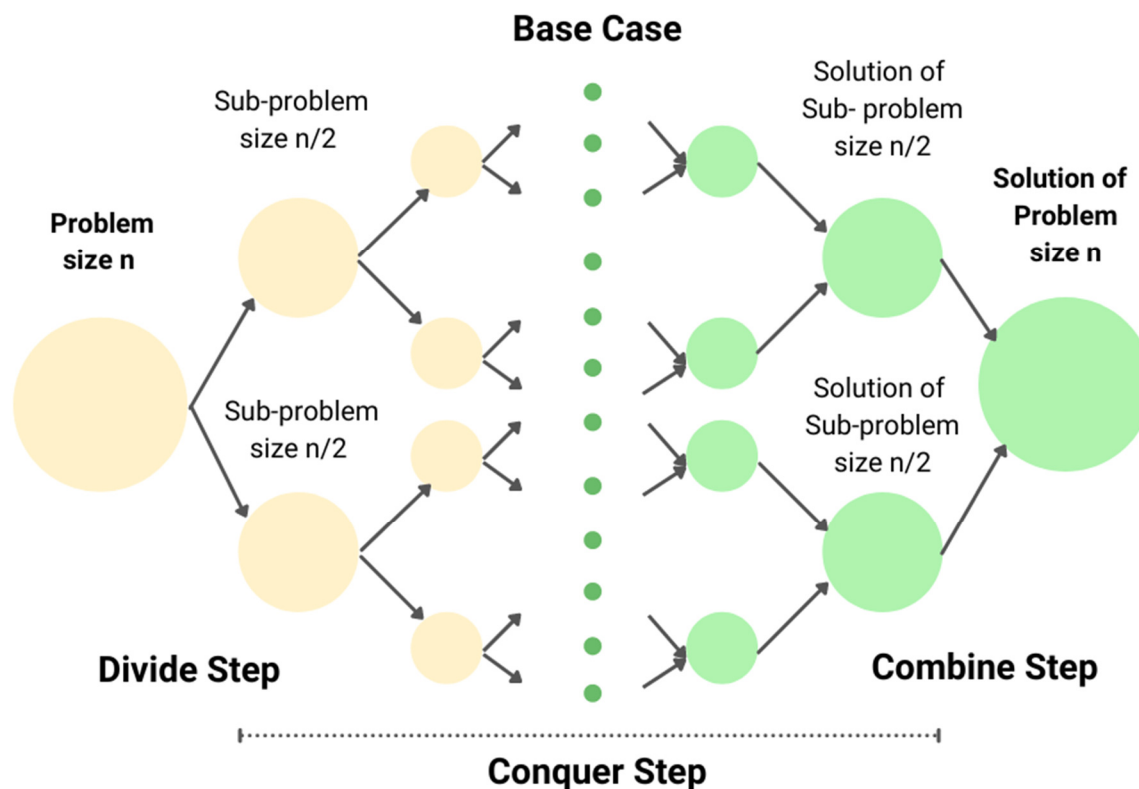 Base Case
Sub-problem
size n/2
Solution of
Sub- problem
size n/2
Problem
size n
Solution of
Problem
size n
Sub-problem
size n/2
Solution of
Sub-problem
size n/2
Divide Step
Combine Step
Conquer Step